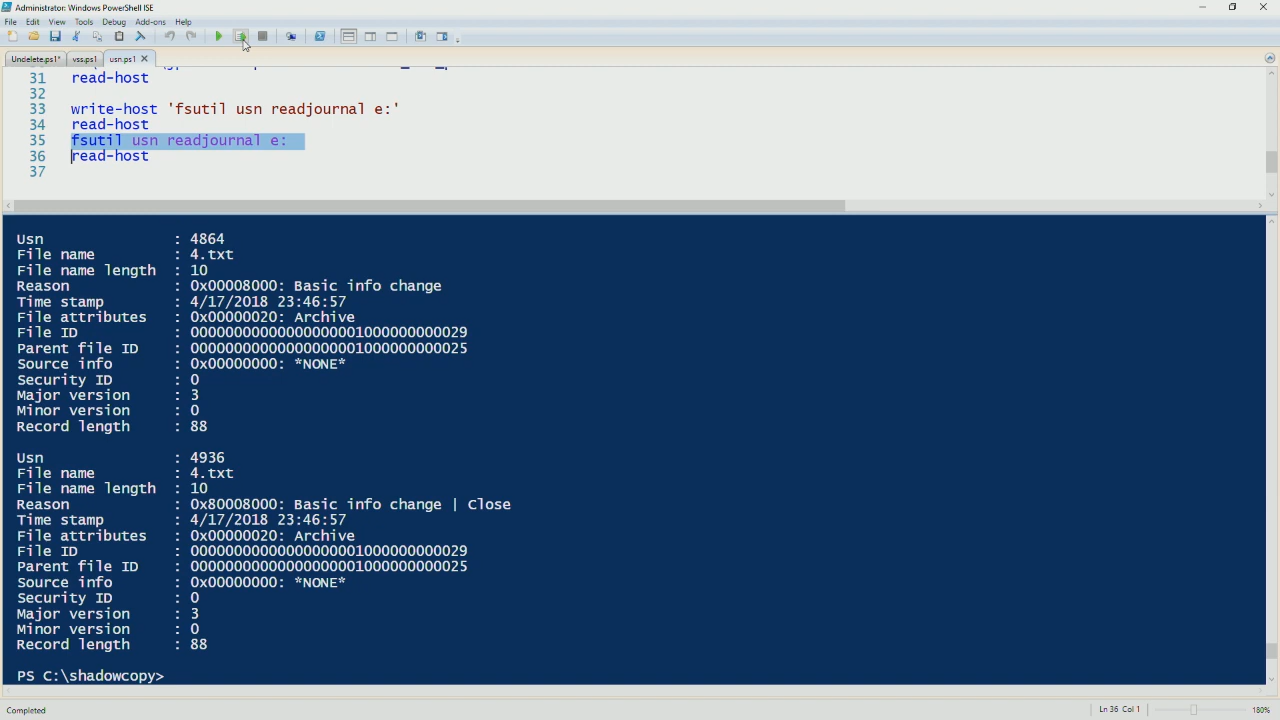 Administrator: Windows PowerShell ISE
File Edit View Tools Debug Add-ons Help
Undelete.ps1* vss.ps1 usn.ps1
31 read-host
32
33 write-host 'fsutil usn readjournal e:'
34 read-host
35 fsutil usn readjournal e:
36 read-host
37
Usn : 4864
File name : 4.txt
File name length : 10
Reason : 0x00008000: Basic info change
Time stamp : 4/17/2018 23:46:57
File attributes : 0x00000020: Archive
File ID : 00000000000000000001000000000029
Parent file ID : 00000000000000000001000000000025
Source info : 0x00000000: *NONE*
Security ID : 0
Major version : 3
Minor version : 0
Record length : 88
Usn : 4936
File name : 4.txt
File name length : 10
Reason : 0x80008000: Basic info change | Close
Time stamp : 4/17/2018 23:46:57
File attributes : 0x00000020: Archive
File ID : 00000000000000000001000000000029
Parent file ID : 00000000000000000001000000000025
Source info : 0x00000000: *NONE*
Security ID : 0
Major version : 3
Minor version : 0
Record length : 88
PS C:\shadowcopy>
Completed Ln 36 Col 1 180%